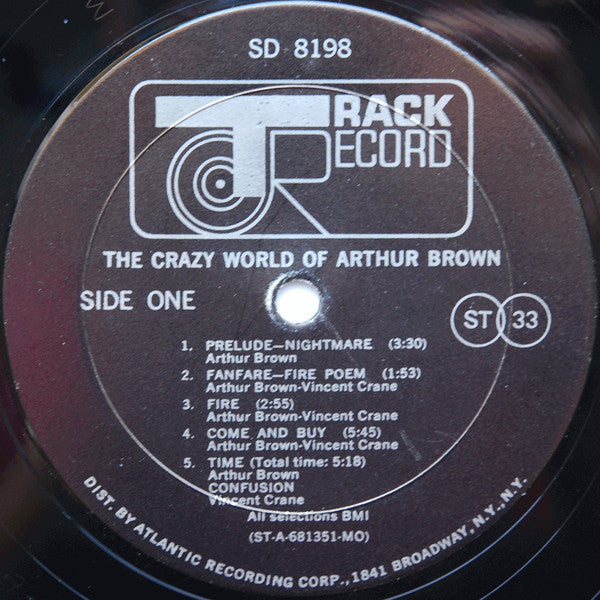 SD 8198
TRACK
RECORD
THE CRAZY WORLD OF ARTHUR BROWN
SIDE ONE
ST 33
1. PRELUDE—NIGHTMARE (3:30)
Arthur Brown
2. FANFARE—FIRE POEM (1:53)
Arthur Brown-Vincent Crane
3. FIRE (2:55)
Arthur Brown-Vincent Crane
4. COME AND BUY (5:45)
Arthur Brown-Vincent Crane
5. TIME (Total time: 5:18)
Arthur Brown
CONFUSION
Vincent Crane
All selections BMI
(ST-A-681351-MO)
DIST. BY ATLANTIC RECORDING CORP., 1841 BROADWAY, N.Y., N.Y.